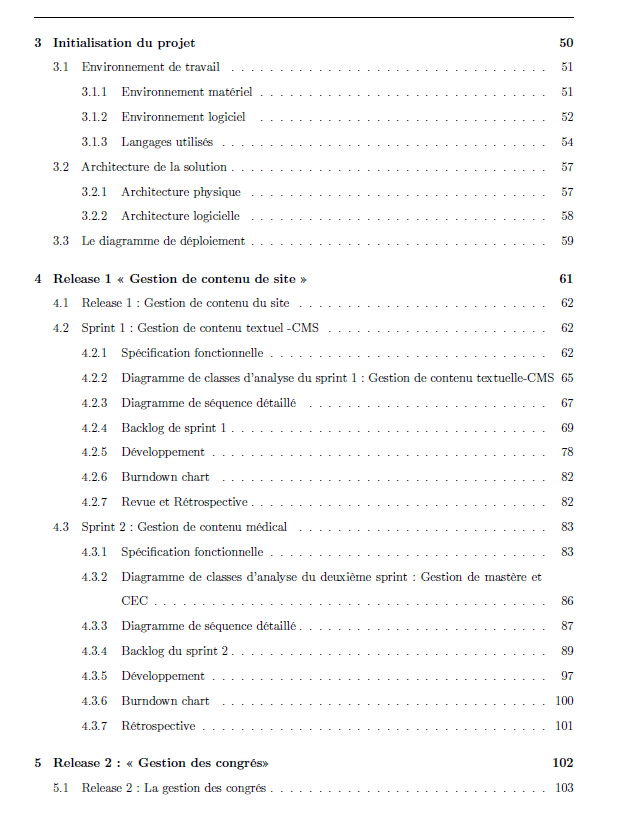 3 Initialisation du projet 50
3.1 Environnement de travail . . . . . . . . . . . . . . . . . . . . . . . . . . . . . . . . . 51
3.1.1 Environnement matériel . . . . . . . . . . . . . . . . . . . . . . . . . . . . . . 51
3.1.2 Environnement logiciel . . . . . . . . . . . . . . . . . . . . . . . . . . . . . . 52
3.1.3 Langages utilisés . . . . . . . . . . . . . . . . . . . . . . . . . . . . . . . . . . 54
3.2 Architecture de la solution . . . . . . . . . . . . . . . . . . . . . . . . . . . . . . . . . 57
3.2.1 Architecture physique . . . . . . . . . . . . . . . . . . . . . . . . . . . . . . . 57
3.2.2 Architecture logicielle . . . . . . . . . . . . . . . . . . . . . . . . . . . . . . . 58
3.3 Le diagramme de déploiement . . . . . . . . . . . . . . . . . . . . . . . . . . . . . . . 59
4 Release 1 « Gestion de contenu de site » 61
4.1 Release 1 : Gestion de contenu du site . . . . . . . . . . . . . . . . . . . . . . . . . . 62
4.2 Sprint 1 : Gestion de contenu textuel -CMS . . . . . . . . . . . . . . . . . . . . . . . 62
4.2.1 Spécification fonctionnelle . . . . . . . . . . . . . . . . . . . . . . . . . . . . . 62
4.2.2 Diagramme de classes d'analyse du sprint 1 : Gestion de contenu textuelle-CMS 65
4.2.3 Diagramme de séquence détaillé . . . . . . . . . . . . . . . . . . . . . . . . . 67
4.2.4 Backlog de sprint 1 . . . . . . . . . . . . . . . . . . . . . . . . . . . . . . . . . 69
4.2.5 Développement . . . . . . . . . . . . . . . . . . . . . . . . . . . . . . . . . . . 78
4.2.6 Burndown chart . . . . . . . . . . . . . . . . . . . . . . . . . . . . . . . . . . 82
4.2.7 Revue et Rétrospective . . . . . . . . . . . . . . . . . . . . . . . . . . . . . . . 82
4.3 Sprint 2 : Gestion de contenu médical . . . . . . . . . . . . . . . . . . . . . . . . . . 83
4.3.1 Spécification fonctionnelle . . . . . . . . . . . . . . . . . . . . . . . . . . . . . 83
4.3.2 Diagramme de classes d'analyse du deuxième sprint : Gestion de mastère et
CEC . . . . . . . . . . . . . . . . . . . . . . . . . . . . . . . . . . . . . . . . . 86
4.3.3 Diagramme de séquence détaillé . . . . . . . . . . . . . . . . . . . . . . . . . . 87
4.3.4 Backlog du sprint 2 . . . . . . . . . . . . . . . . . . . . . . . . . . . . . . . . . 89
4.3.5 Développement . . . . . . . . . . . . . . . . . . . . . . . . . . . . . . . . . . . 97
4.3.6 Burndown chart . . . . . . . . . . . . . . . . . . . . . . . . . . . . . . . . . . 100
4.3.7 Rétrospective . . . . . . . . . . . . . . . . . . . . . . . . . . . . . . . . . . . . 101
5 Release 2 : « Gestion des congrés» 102
5.1 Release 2 : La gestion des congrés . . . . . . . . . . . . . . . . . . . . . . . . . . . . . 103